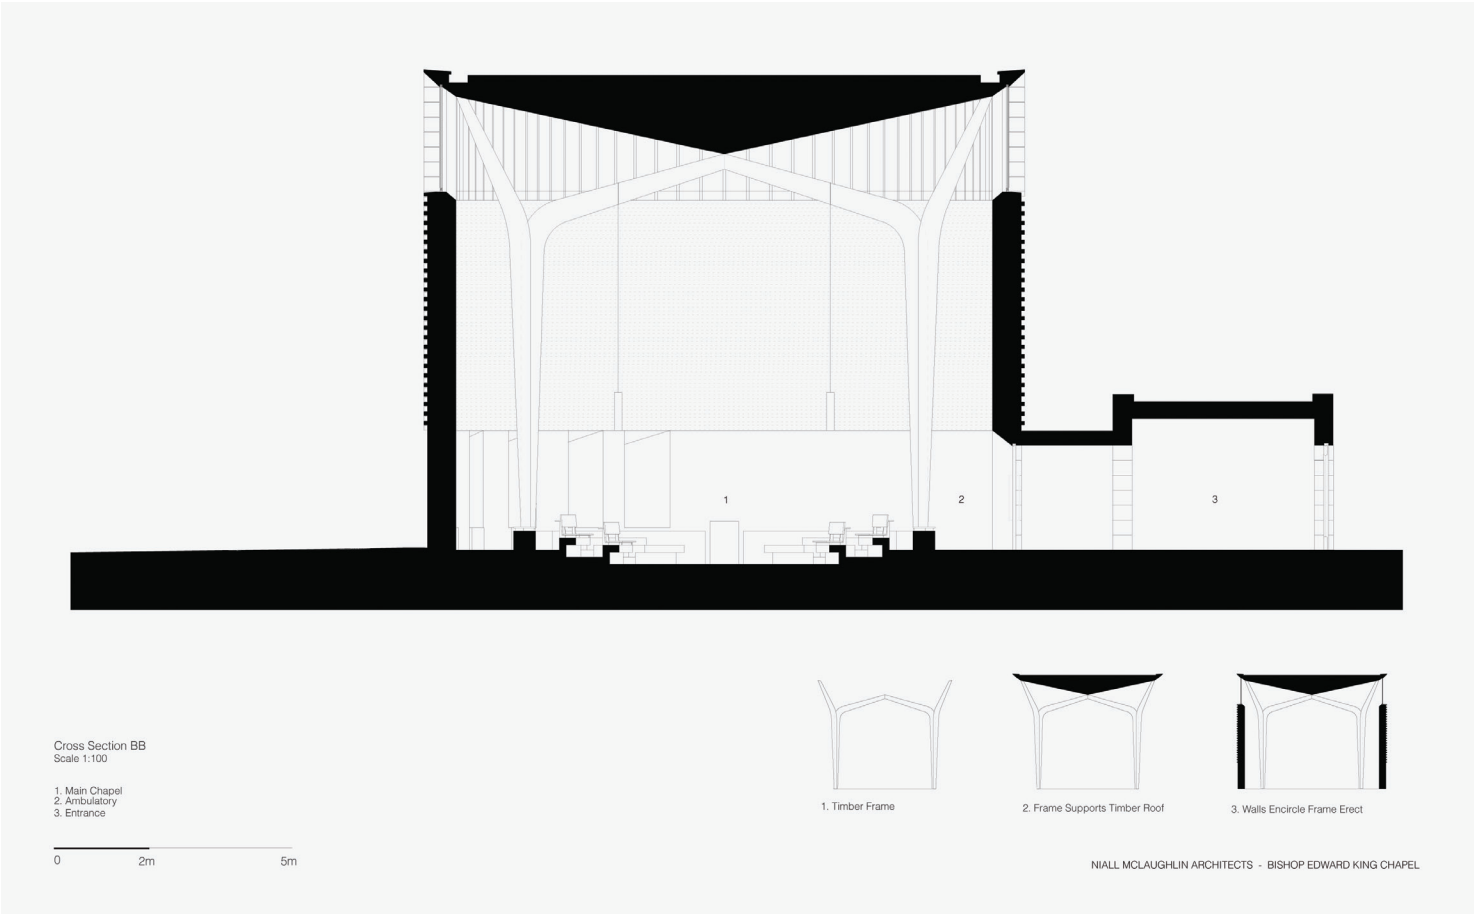 1
2
3
Cross Section BB
Scale 1:100
1. Main Chapel
2. Ambulatory
3. Entrance
0 2m 5m
1. Timber Frame
2. Frame Supports Timber Roof
3. Walls Encircle Frame Erect
NIALL MCLAUGHLIN ARCHITECTS - BISHOP EDWARD KING CHAPEL